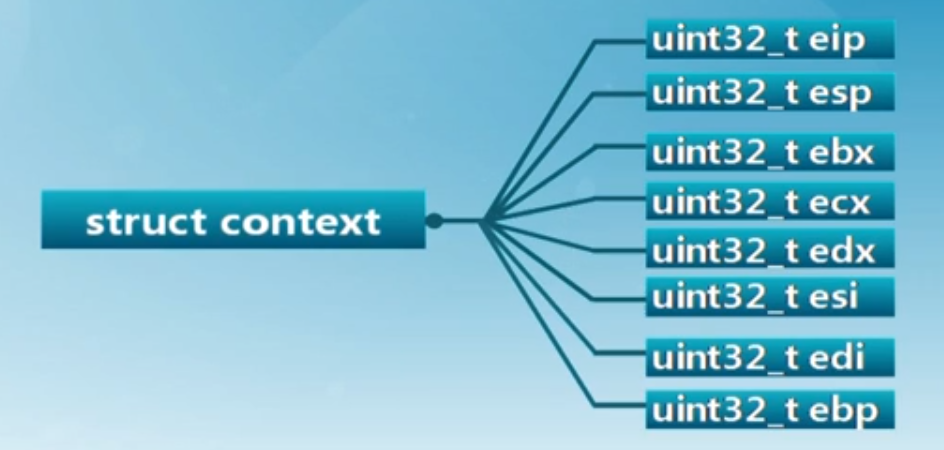 struct context
uint32_t eip
uint32_t esp
uint32_t ebx
uint32_t ecx
uint32_t edx
uint32_t esi
uint32_t edi
uint32_t ebp